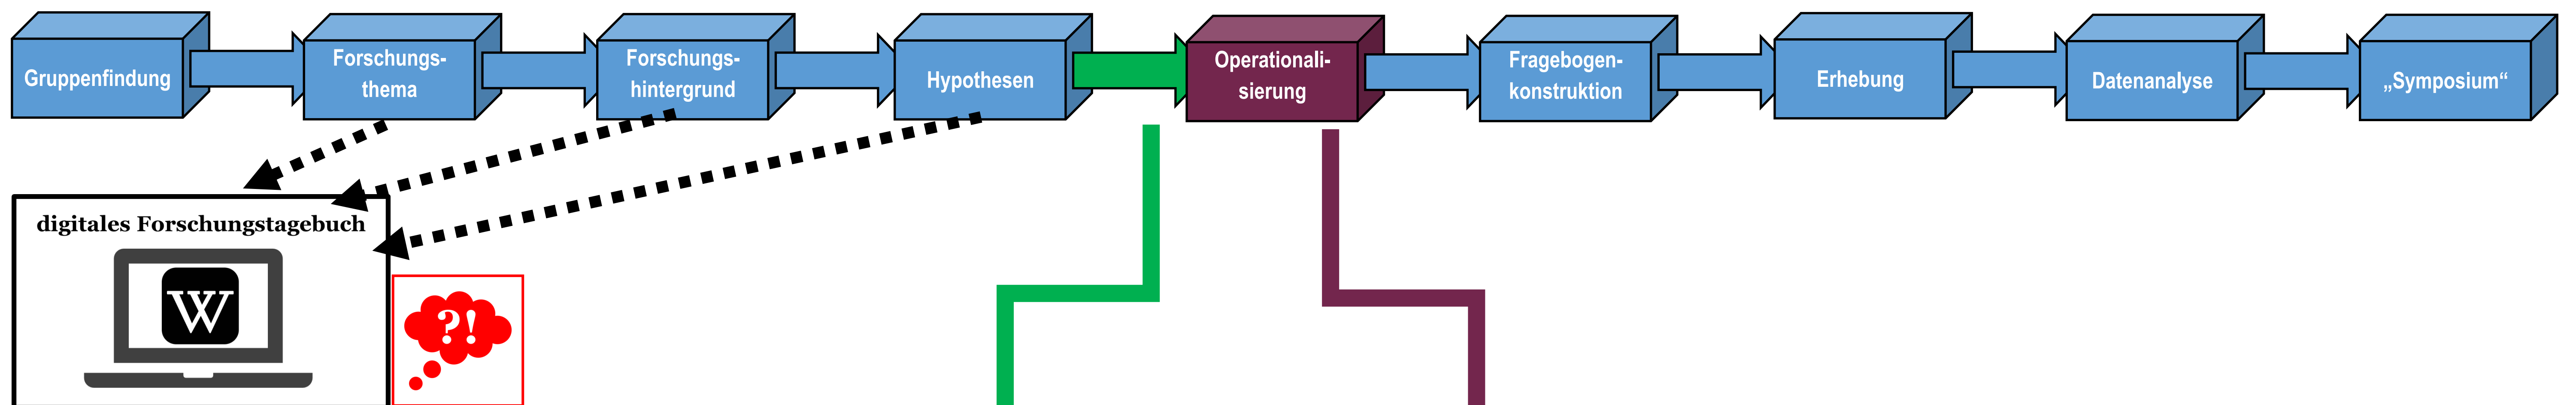 Gruppenfindung
Forschungs-
thema
Forschungs-
hintergrund
Hypothesen
Operationali-
sierung
Fragebogen-
konstruktion
Erhebung
Datenanalyse
„Symposium“
digitales Forschungstagebuch
W
?!